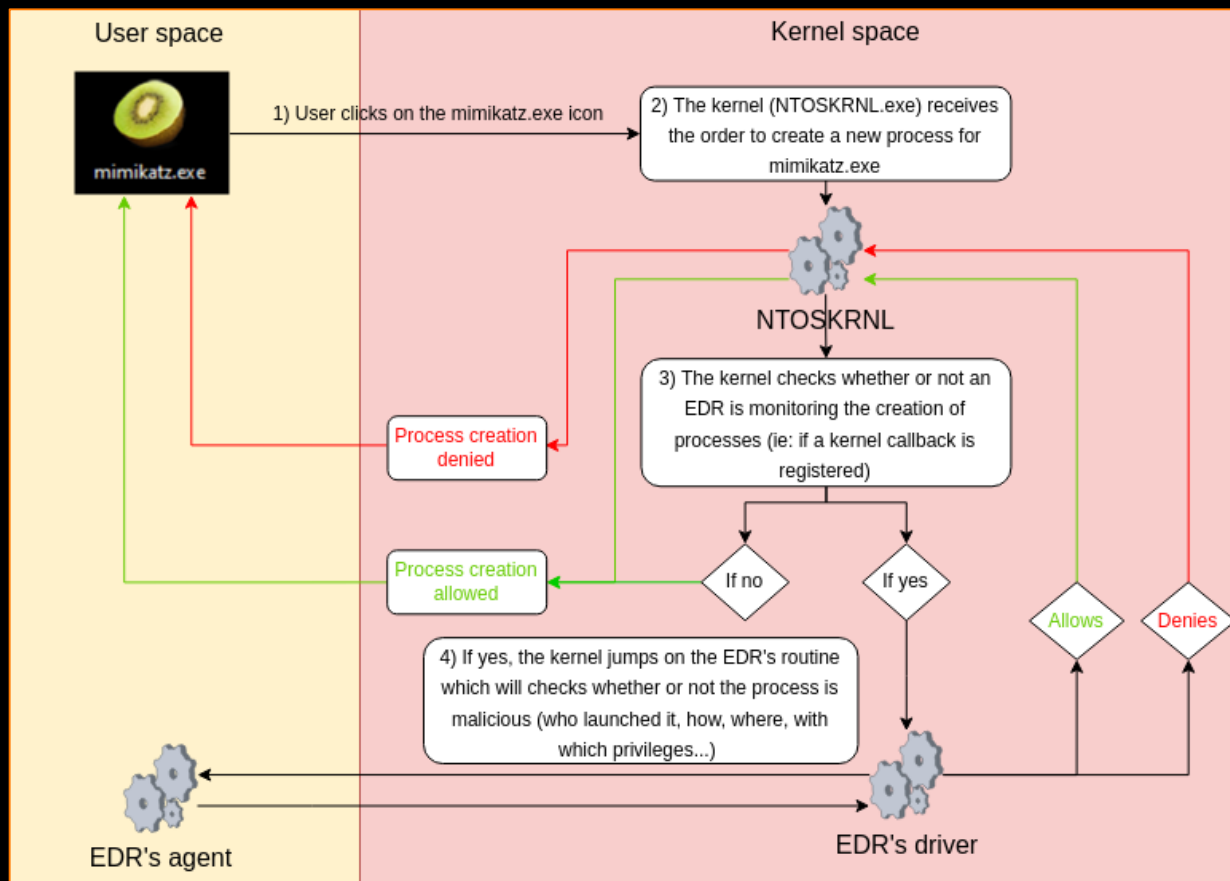 User space
Kernel space
mimikatz.exe
1) User clicks on the mimikatz.exe icon
2) The kernel (NTOSKRNL.exe) receives
the order to create a new process for
mimikatz.exe
NTOSKRNL
3) The kernel checks whether or not an
EDR is monitoring the creation of
processes (ie: if a kernel callback is
registered)
Process creation
denied
Process creation
allowed
If no
If yes
Allows
Denies
4) If yes, the kernel jumps on the EDR's routine
which will checks whether or not the process is
malicious (who launched it, how, where, with
which privileges...)
EDR's agent
EDR's driver